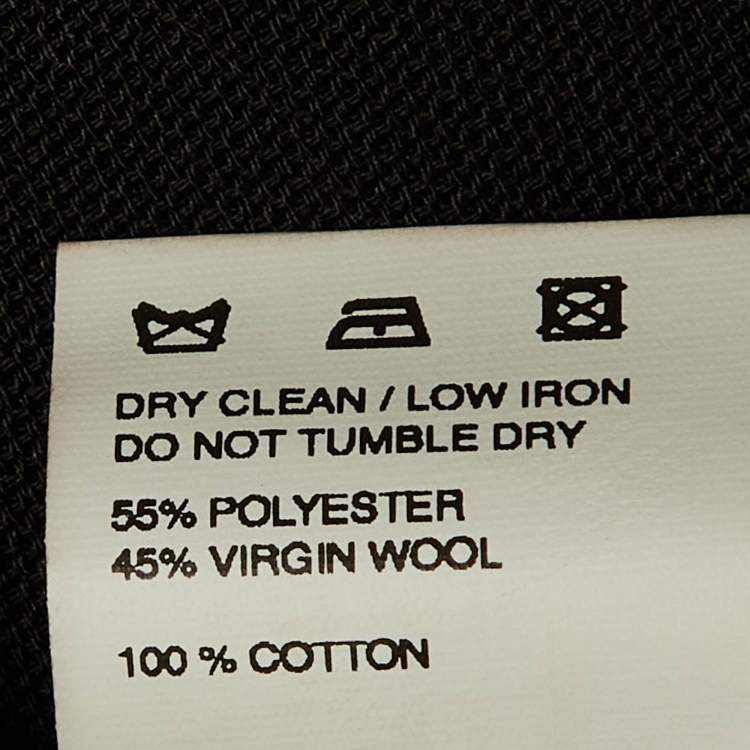 DRY CLEAN / LOW IRON
DO NOT TUMBLE DRY
55% POLYESTER
45% VIRGIN WOOL
100 % COTTON